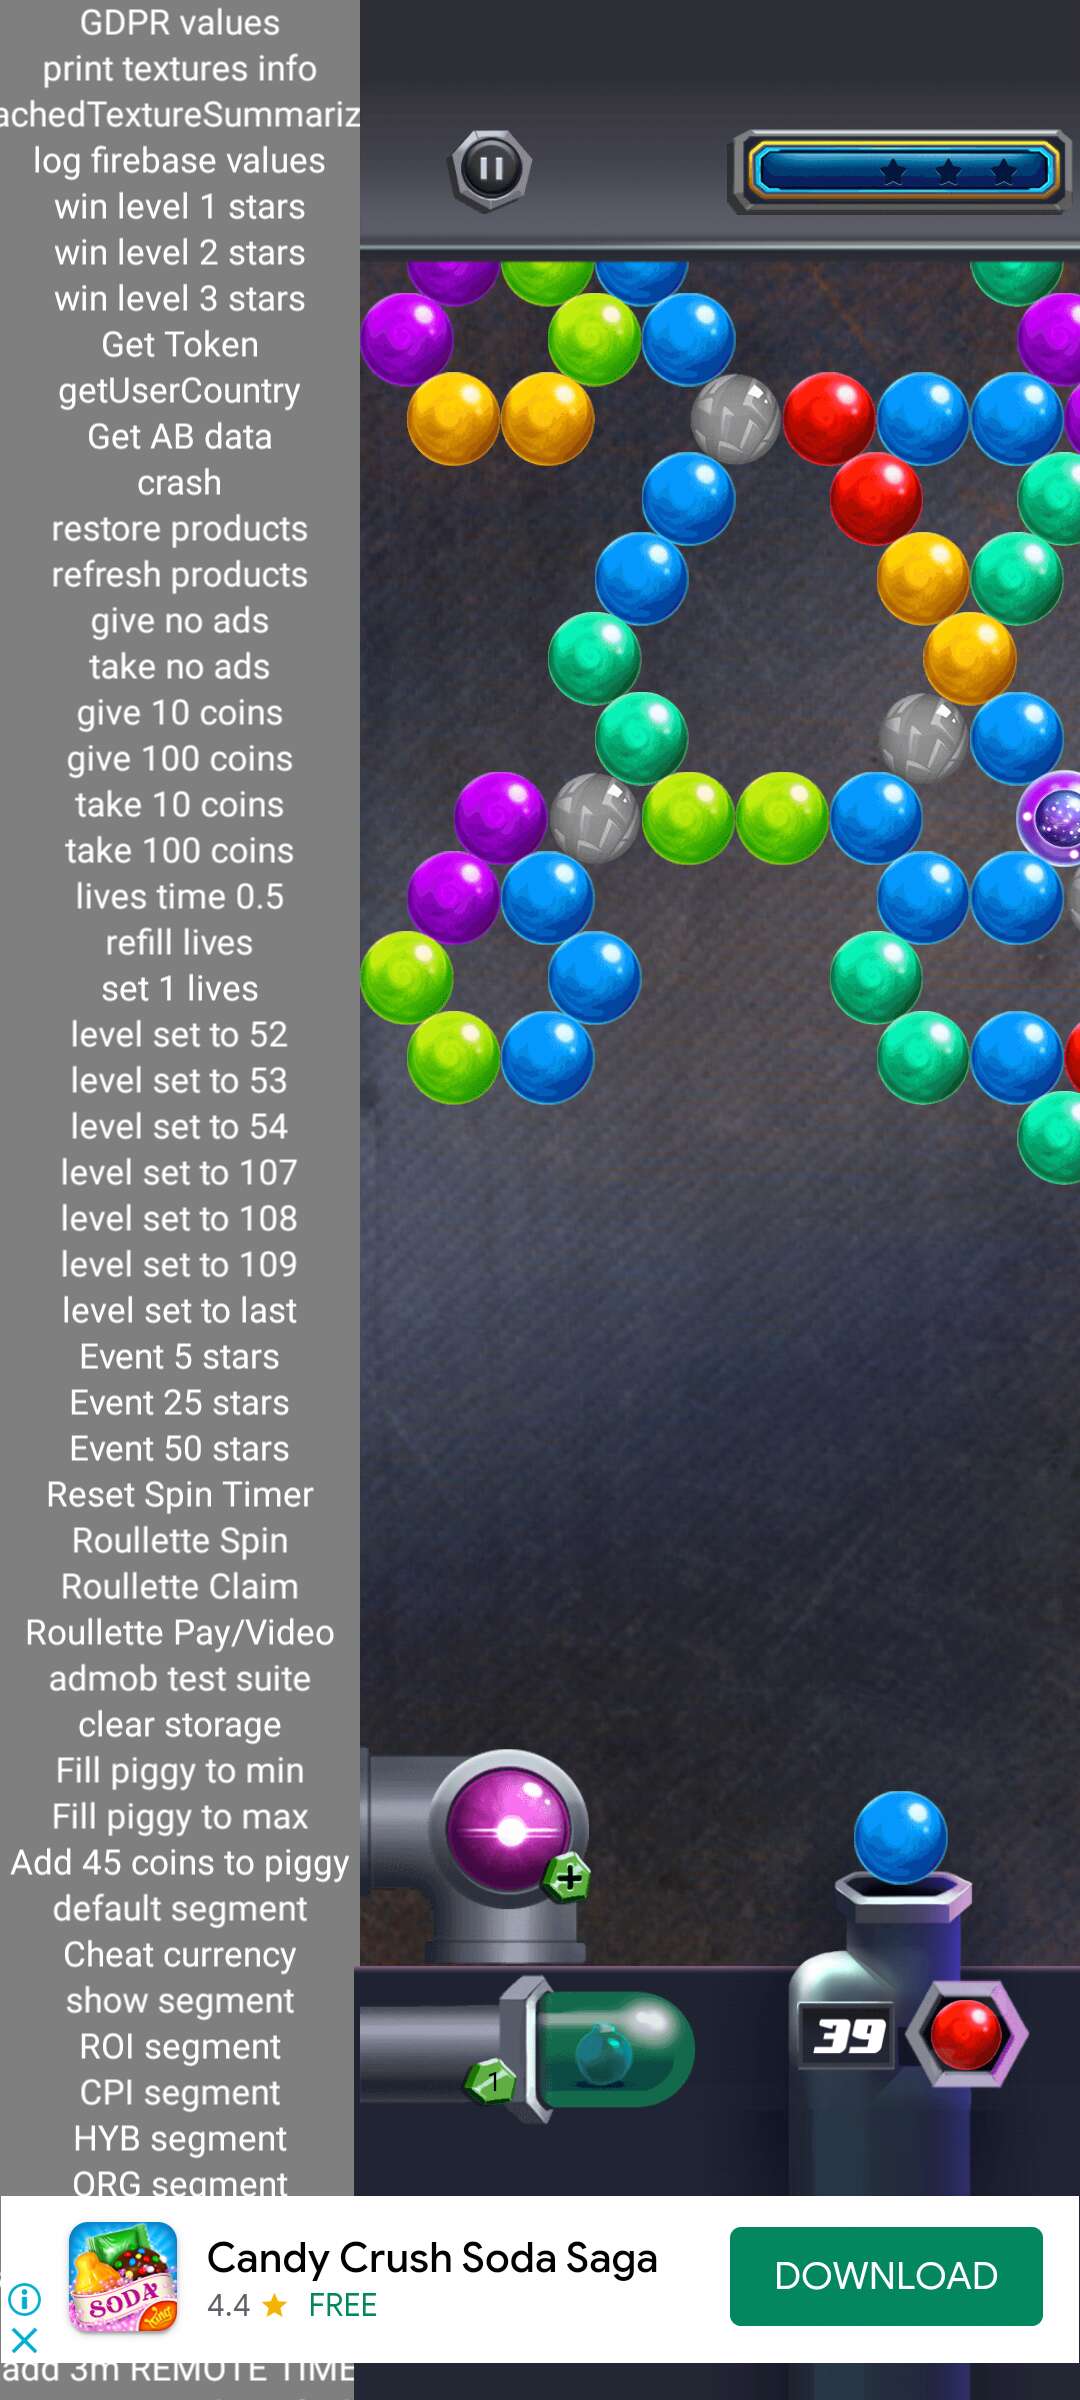 GDPR values
print textures info
achedTextureSummariz
log firebase values
win level 1 stars
win level 2 stars
win level 3 stars
Get Token
getUserCountry
Get AB data
crash
restore products
refresh products
give no ads
take no ads
give 10 coins
give 100 coins
take 10 coins
take 100 coins
lives time 0.5
refill lives
set 1 lives
level set to 52
level set to 53
level set to 54
level set to 107
level set to 108
level set to 109
level set to last
Event 5 stars
Event 25 stars
Event 50 stars
Reset Spin Timer
Roullette Spin
Roullette Claim
Roullette Pay/Video
admob test suite
clear storage
Fill piggy to min
Fill piggy to max
Add 45 coins to piggy
default segment
Cheat currency
show segment
ROI segment
CPI segment
HYB segment
ORG segment
39
1
Candy Crush Soda Saga
4.4 ★ FREE
DOWNLOAD
SODA
King
add 3m REMOTE TIME